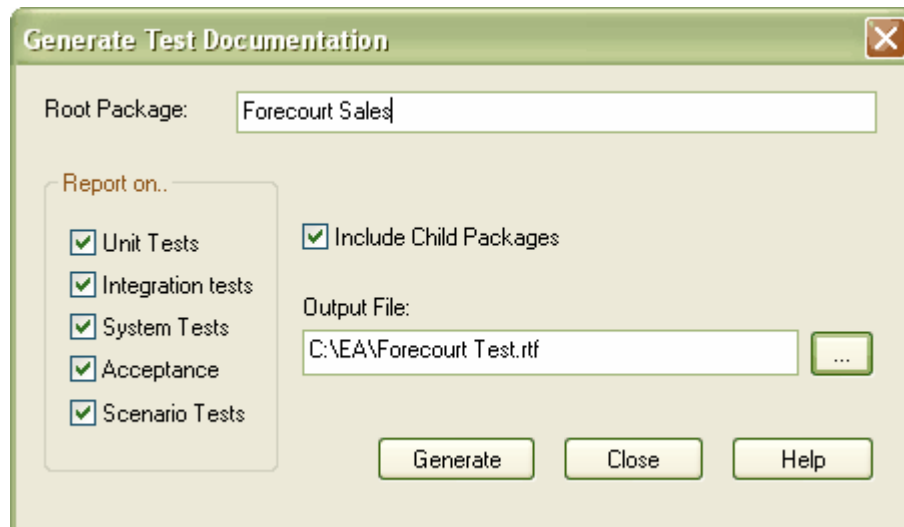 Generate Test Documentation
Root Package:
Forecourt Sales
Report on..
Unit Tests
Integration tests
System Tests
Acceptance
Scenario Tests
Include Child Packages
Output File:
C:\EA\Forecourt Test.rtf
...
Generate
Close
Help